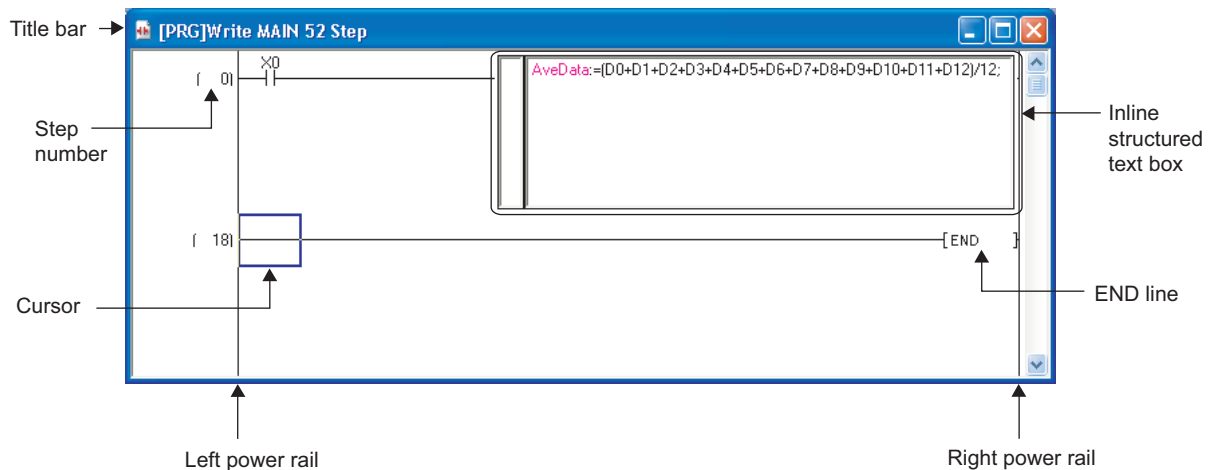 Title bar
[PRG]Write MAIN 52 Step
X0
( 0)
AveData:=(D0+D1+D2+D3+D4+D5+D6+D7+D8+D9+D10+D11+D12)/12;
Step
number
Inline
structured
text box
( 18)
[END ]
Cursor
END line
Left power rail
Right power rail